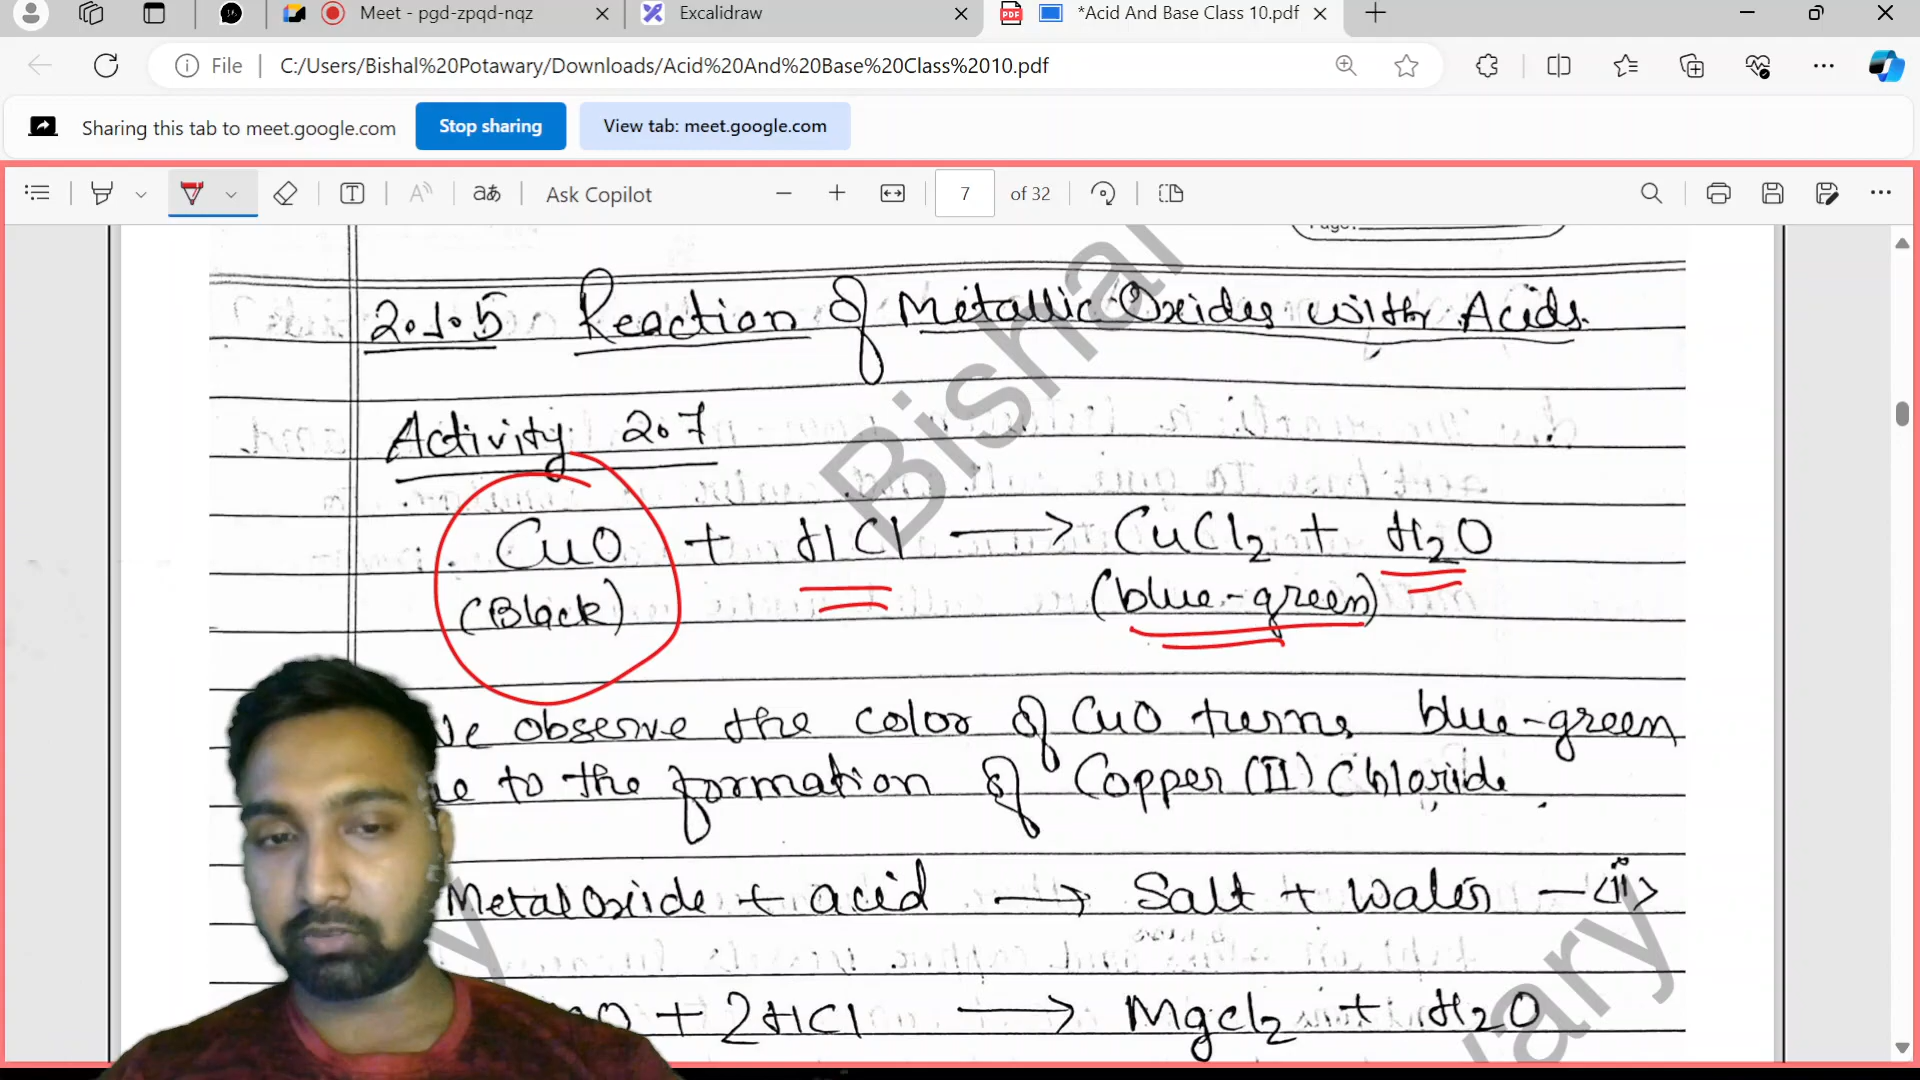 Meet - pgd-zpqd-nqz
Excalidraw
*Acid And Base Class 10.pdf
File
C:/Users/Bishal%20Potawary/Downloads/Acid%20And%20Base%20Class%2010.pdf
Sharing this tab to meet.google.com
Stop sharing
View tab: meet.google.com
Ask Copilot
7
of 32
2.1.5 Reaction of Metallic Oxides with Acids.
Activity 2.7
CuO + HCl → CuCl₂ + H₂O
(Black)
(blue-green)
observe the color of CuO turns blue-green
to the formation of Copper (II) Chloride.
Metal Oxide + acid → Salt + Water - <ii>
O + 2HCl → Mgcl₂ + H₂O
Bishal